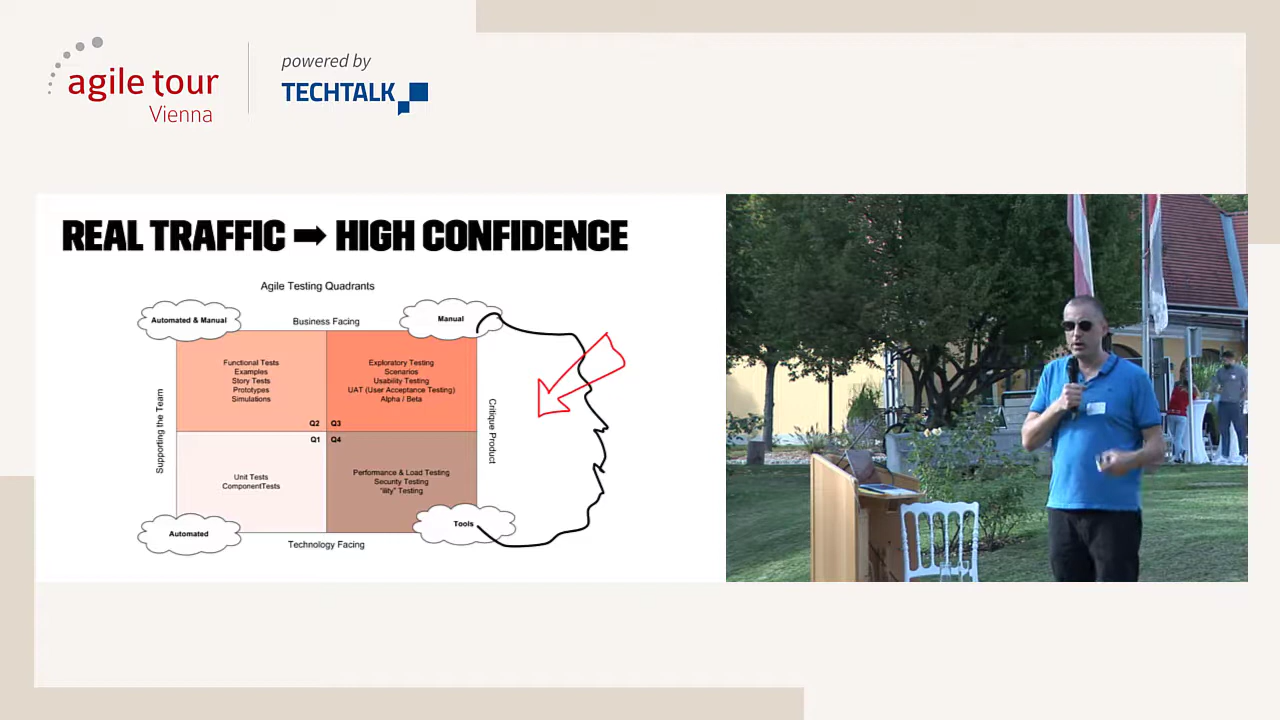 agile tour
Vienna
powered by
TECHTALK
REAL TRAFFIC ➡ HIGH CONFIDENCE
Agile Testing Quadrants
Automated & Manual
Business Facing
Manual
Functional Tests
Examples
Story Tests
Prototypes
Simulations
Q2
Exploratory Testing
Scenarios
Usability Testing
UAT (User Acceptance Testing)
Alpha / Beta
Q3
Supporting the Team
Critique Product
Q1
Unit Tests
ComponentTests
Q4
Performance & Load Testing
Security Testing
"ility" Testing
Automated
Technology Facing
Tools